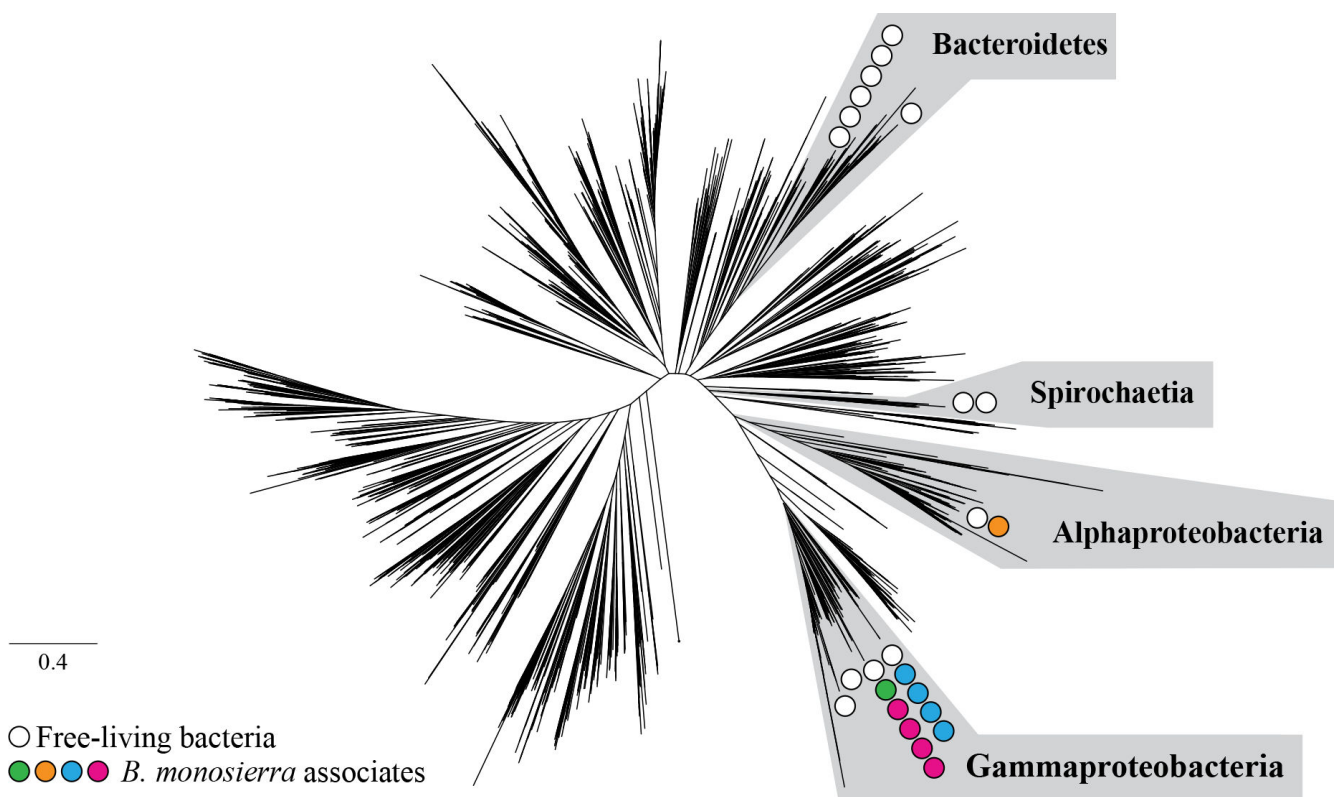 Bacteroidetes
Spirochaetia
Alphaproteobacteria
Gammaproteobacteria
0.4
Free-living bacteria
B. monosierra associates